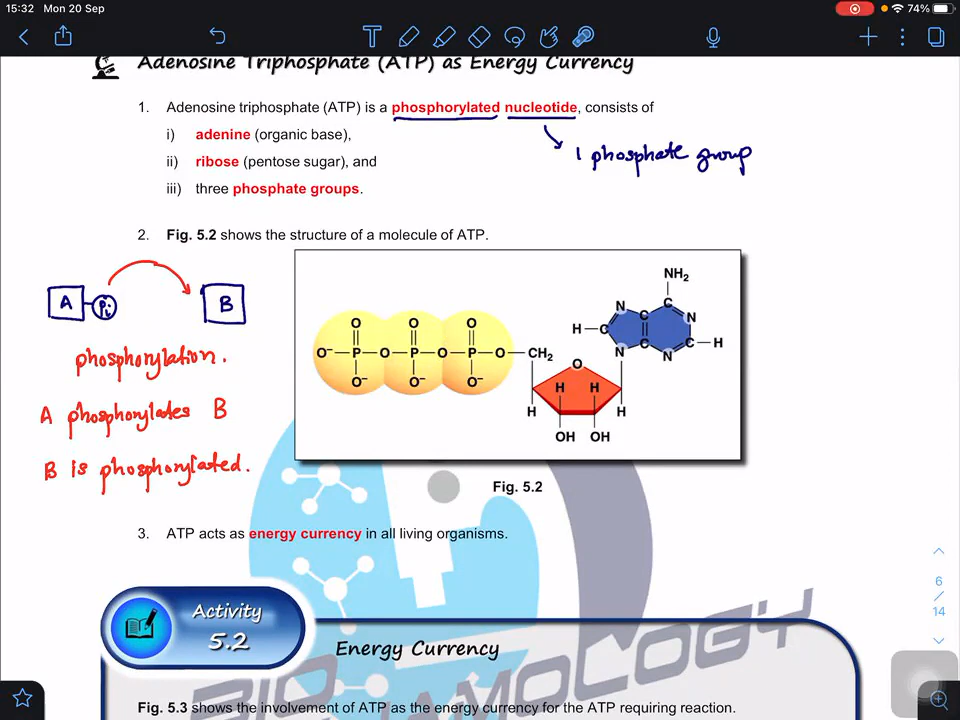 15:32 Mon 20 Sep 74%
Adenosine Triphosphate (ATP) as Energy Currency
1. Adenosine triphosphate (ATP) is a phosphorylated nucleotide, consists of
i) adenine (organic base),
1 phosphate group
ii) ribose (pentose sugar), and
iii) three phosphate groups.
2. Fig. 5.2 shows the structure of a molecule of ATP.
A Pi B
phosphorylation.
A phosphorylates B
B is phosphorylated.
NH2
N C N
H C C
C H
N C N
O O O
O- P O P O P O CH2 O
O- O- O-
H H
H H
OH OH
Fig. 5.2
3. ATP acts as energy currency in all living organisms.
Activity
5.2
Energy Currency
Fig. 5.3 shows the involvement of ATP as the energy currency for the ATP requiring reaction.
6
/
14